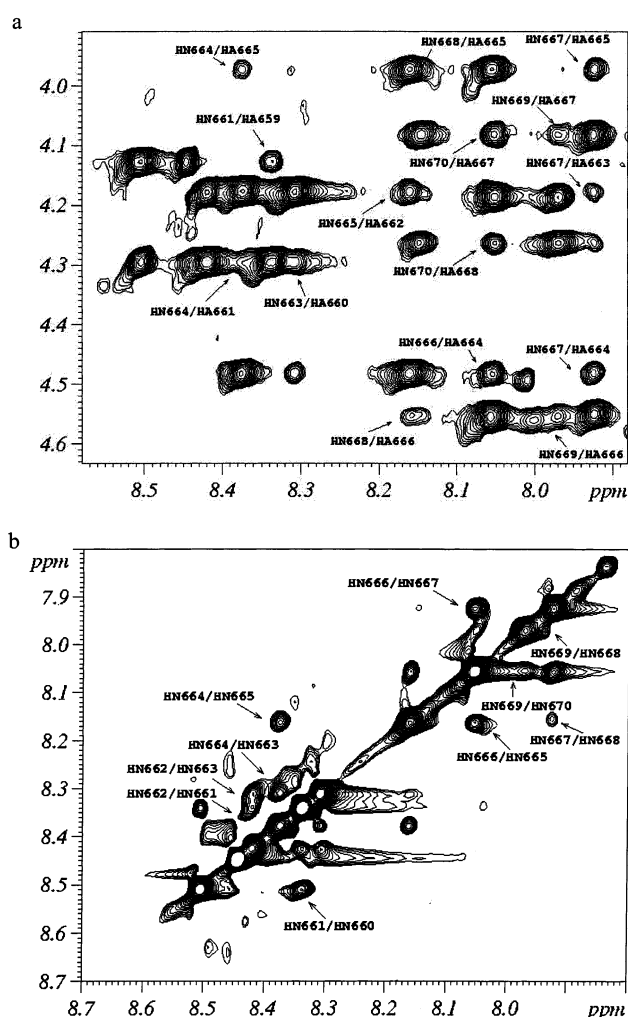 a
HN664/HA665
HN668/HA665
HN667/HA665
4.0
HN661/HA659
HN669/HA667
4.1
HN670/HA667
HN667/HA663
4.2
HN665/HA662
HN670/HA668
4.3
HN664/HA661
HN663/HA660
4.4
HN666/HA664
HN667/HA664
4.5
4.6
HN668/HA666
HN669/HA666
8.5
8.4
8.3
8.2
8.1
8.0
ppm
b
ppm
HN666/HN667
7.9
8.0
HN669/HN668
8.1
HN664/HN665
HN669/HN670
HN664/HN663
HN667/HN668
8.2
HN666/HN665
HN662/HN663
8.3
HN662/HN661
8.4
8.5
HN661/HN660
8.6
8.7
8.7
8.6
8.5
8.4
8.3
8.2
8.1
8.0
ppm